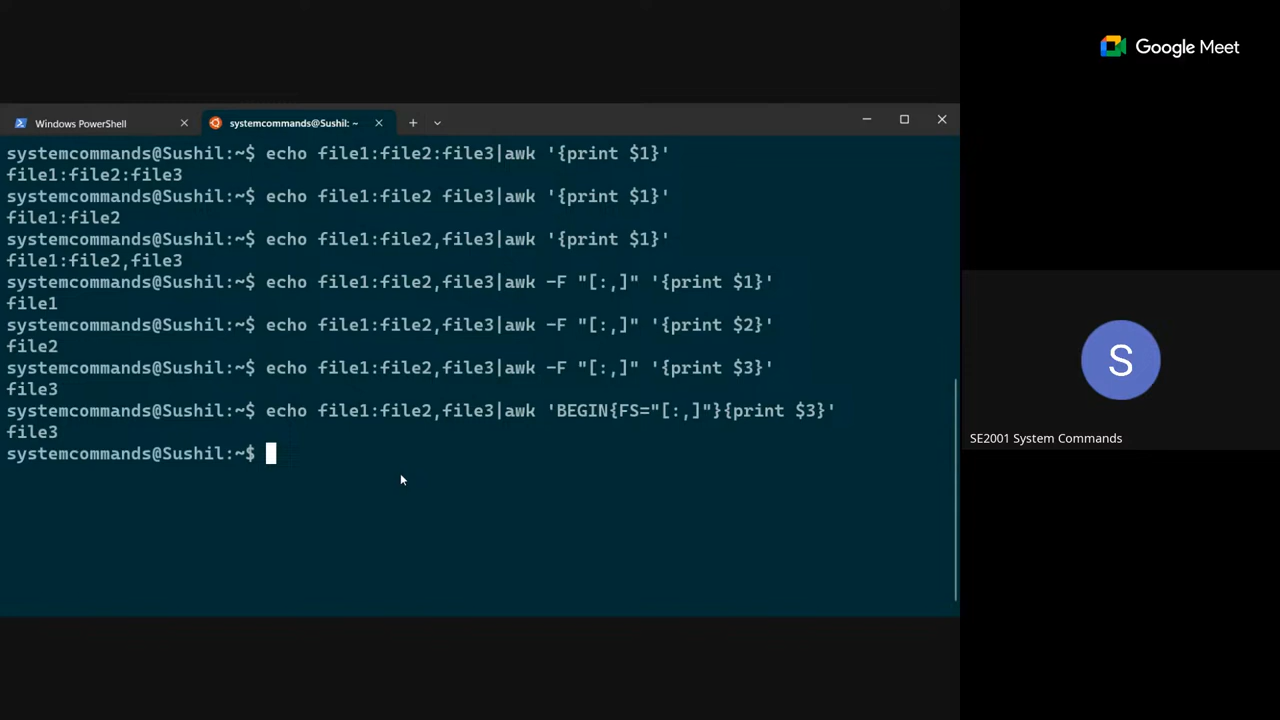 Google Meet
Windows PowerShell
systemcommands@Sushil: ~
systemcommands@Sushil:~$ echo file1:file2:file3|awk '{print $1}'
file1:file2:file3
systemcommands@Sushil:~$ echo file1:file2 file3|awk '{print $1}'
file1:file2
systemcommands@Sushil:~$ echo file1:file2,file3|awk '{print $1}'
file1:file2,file3
systemcommands@Sushil:~$ echo file1:file2,file3|awk -F "[:,]" '{print $1}'
file1
systemcommands@Sushil:~$ echo file1:file2,file3|awk -F "[:,]" '{print $2}'
file2
systemcommands@Sushil:~$ echo file1:file2,file3|awk -F "[:,]" '{print $3}'
file3
systemcommands@Sushil:~$ echo file1:file2,file3|awk 'BEGIN{FS="[:,]"}{print $3}'
file3
systemcommands@Sushil:~$
S
SE2001 System Commands